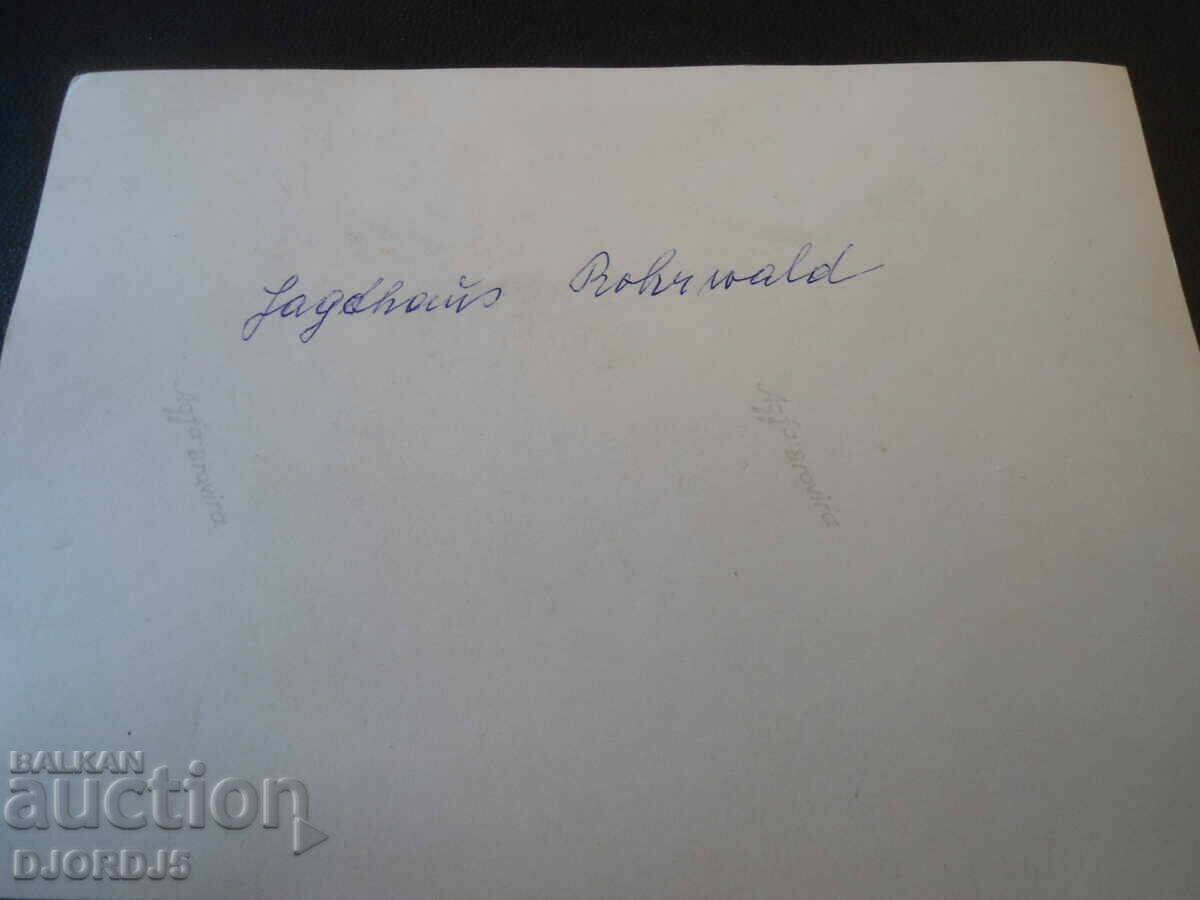 Jagdhaus Rohrwald
Agfa Brovira
Agfa Brovira
BALKAN
auction
DJORDJ5